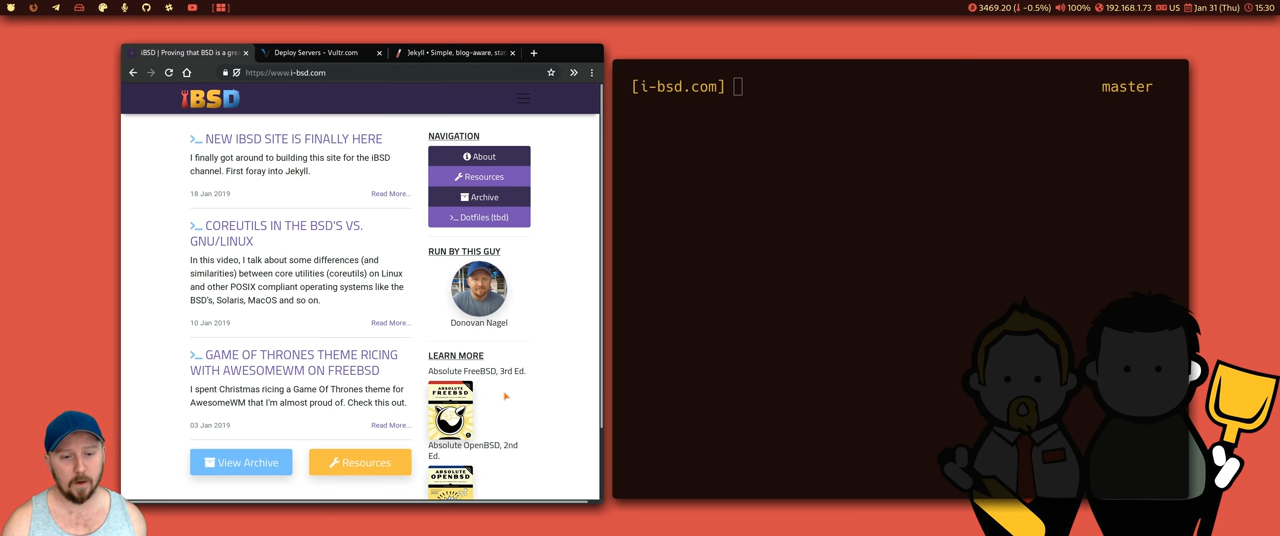 3469.20 ( -0.5%) 100% 192.168.1.73 US Jan 31 (Thu) 15:30
iBSD | Proving that BSD is a gre
Deploy Servers - Vultr.com
Jekyll • Simple, blog-aware, stat
https://www.i-bsd.com
iBSD
>_ NEW IBSD SITE IS FINALLY HERE
I finally got around to building this site for the iBSD
channel. First foray into Jekyll.
18 Jan 2019
Read More...
>_ COREUTILS IN THE BSD'S VS.
GNU/LINUX
In this video, I talk about some differences (and
similarities) between core utilities (coreutils) on Linux
and other POSIX compliant operating systems like the
BSD's, Solaris, MacOS and so on.
10 Jan 2019
Read More...
>_ GAME OF THRONES THEME RICING
WITH AWESOMEWM ON FREEBSD
I spent Christmas ricing a Game Of Thrones theme for
AwesomeWM that I'm almost proud of. Check this out.
03 Jan 2019
Read More...
View Archive
Resources
NAVIGATION
About
Resources
Archive
>_ Dotfiles (tbd)
RUN BY THIS GUY
Donovan Nagel
LEARN MORE
Absolute FreeBSD, 3rd Ed.
ABSOLUTE
FREEBSD
Absolute OpenBSD, 2nd
Ed.
ABSOLUTE
OPENBSD
[i-bsd.com]
master